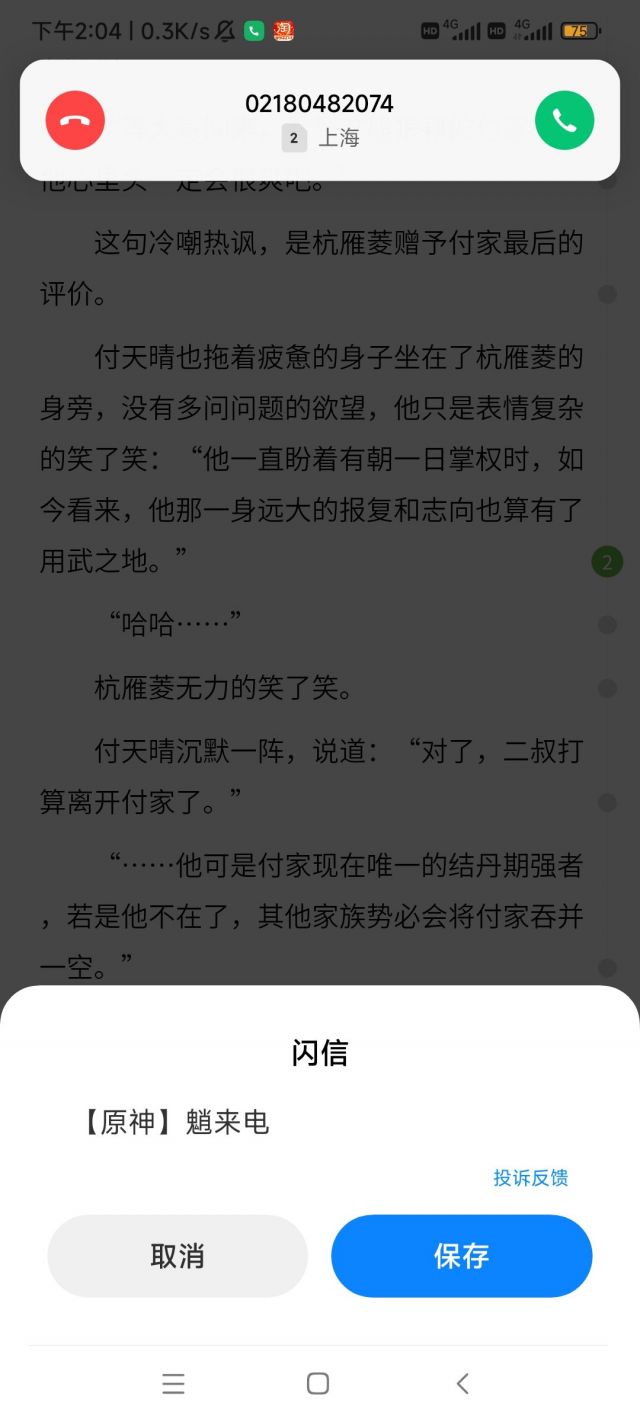 下午2:04 | 0.3K/s 淘 HD 4G HD 4G 75
02180482074
2 上海
他心里头一定会很爽吧。”
这句冷嘲热讽，是杭雁菱赠予付家最后的
评价。
付天晴也拖着疲惫的身子坐在了杭雁菱的
身旁，没有多问问题的欲望，他只是表情复杂
的笑了笑：“他一直盼着有朝一日掌权时，如
今看来，他那一身远大的报复和志向也算有了
用武之地。”
2
“哈哈……”
杭雁菱无力的笑了笑。
付天晴沉默一阵，说道：“对了，二叔打
算离开付家了。”
“……他可是付家现在唯一的结丹期强者
，若是他不在了，其他家族势必会将付家吞并
一空。”
闪信
【原神】魈来电
投诉反馈
取消
保存